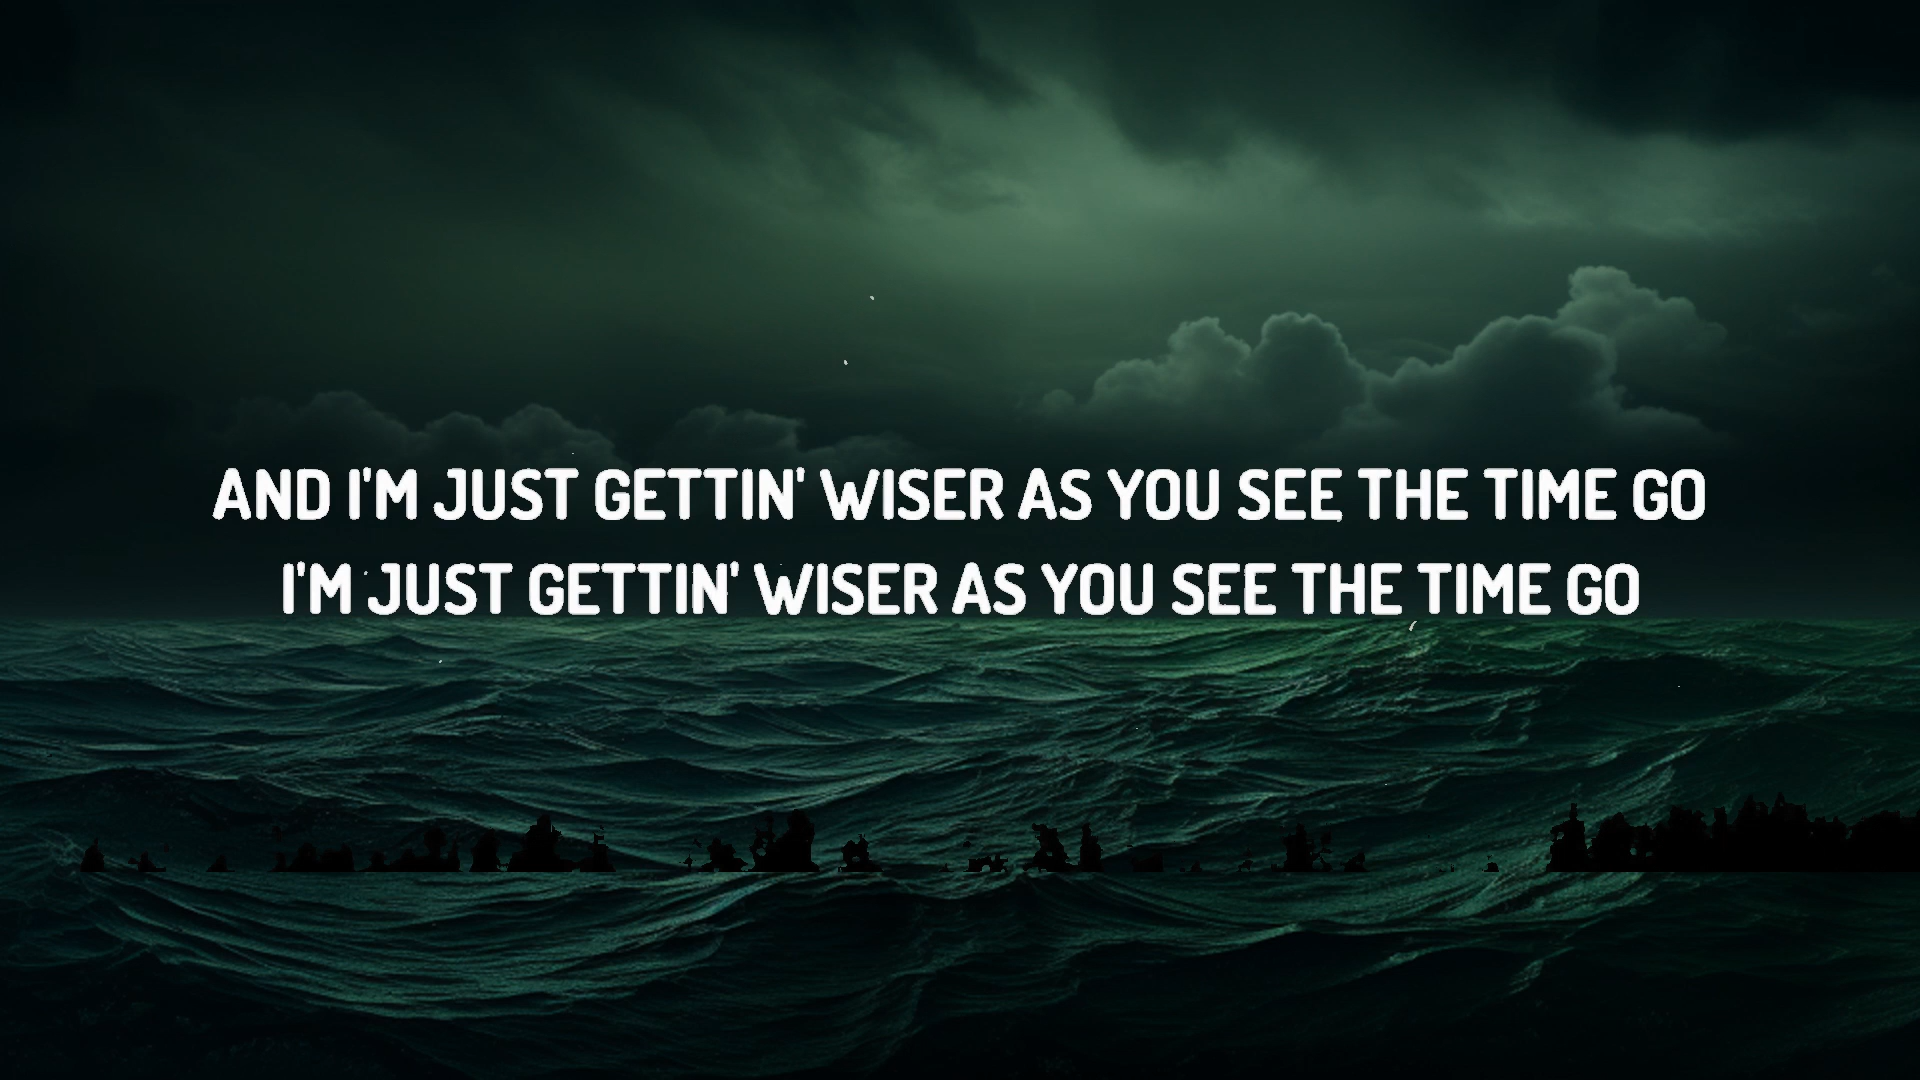 AND I'M JUST GETTIN' WISER AS YOU SEE THE TIME GO
I'M JUST GETTIN' WISER AS YOU SEE THE TIME GO